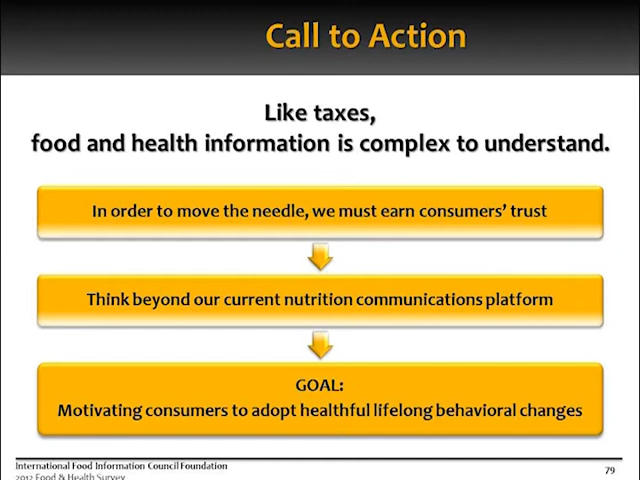 Call to Action
Like taxes,
food and health information is complex to understand.
In order to move the needle, we must earn consumers’ trust
Think beyond our current nutrition communications platform
GOAL:
Motivating consumers to adopt healthful lifelong behavioral changes
International Food Information Council Foundation
2012 Food & Health Survey
79